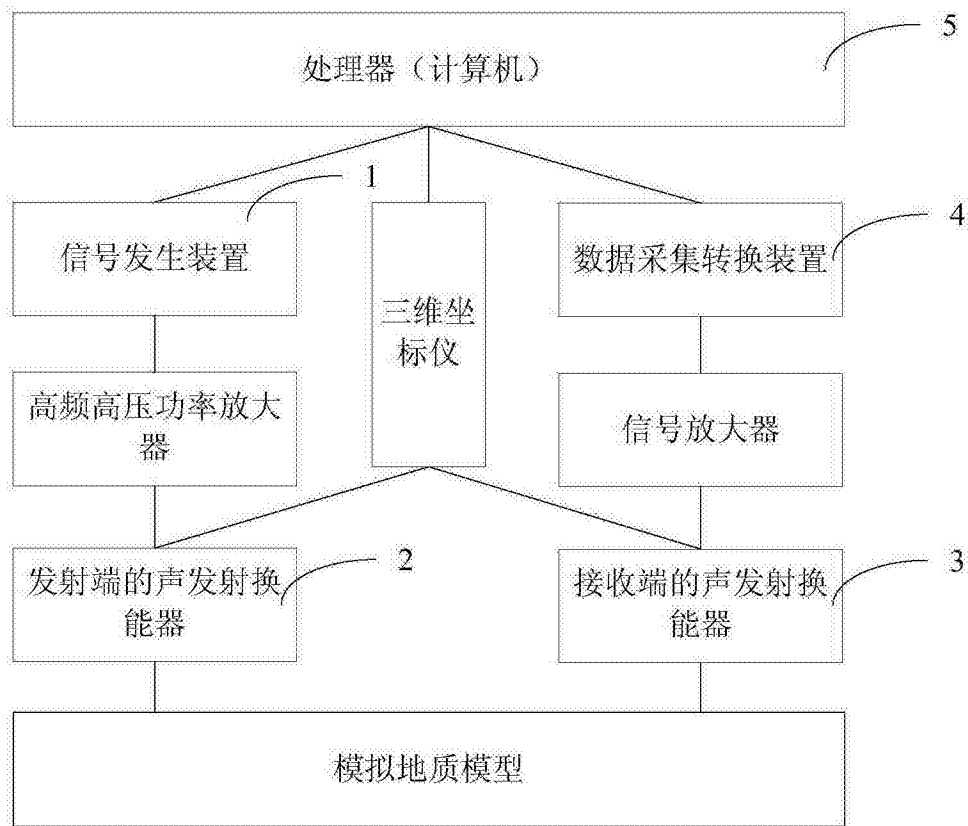 5
处理器（计算机）
1
4
信号发生装置
数据采集转换装置
三维坐
标仪
高频高压功率放大
器
信号放大器
2
3
发射端的声发射换
能器
接收端的声发射换
能器
模拟地质模型